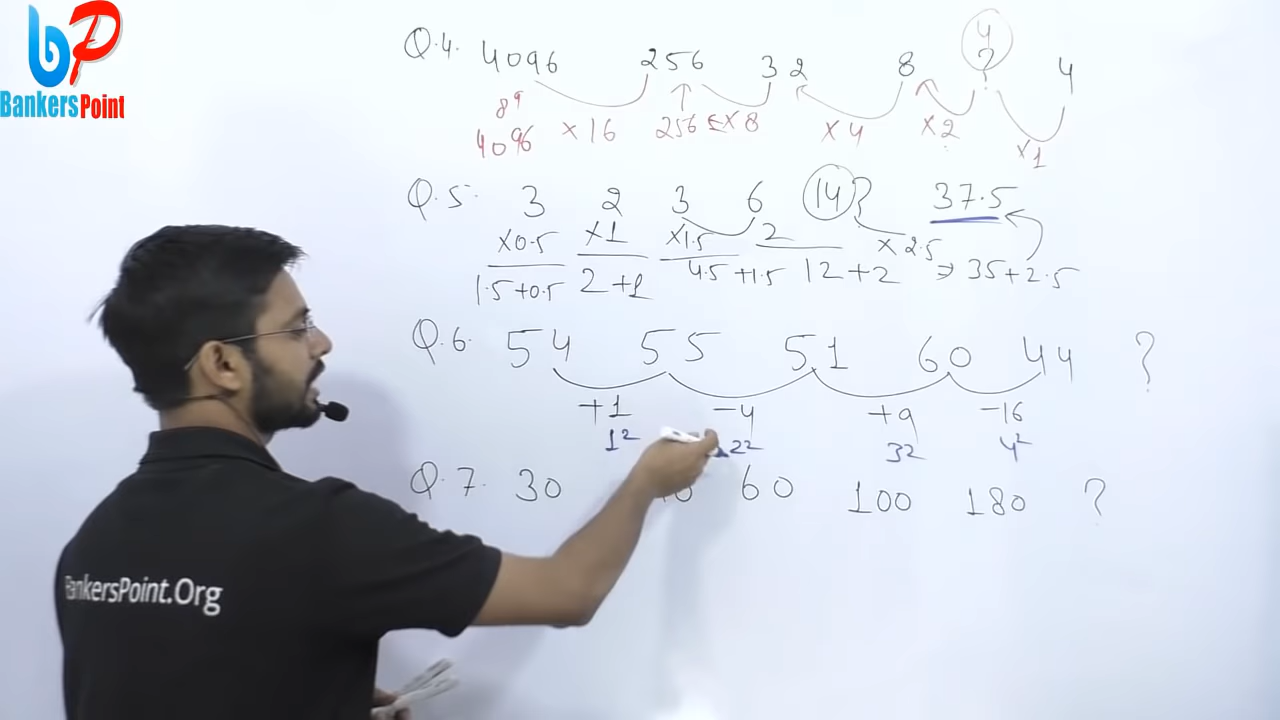 bp
BankersPoint
Q.4. 4096 256 32 8 ? 4
4
8⁹
4096 × 16 256 ×8 ×4 ×2 ×1
Q.5. 3 2 3 6 14 ? 37.5
×0.5 ×1 ×1.5 2 ×2.5
1.5+0.5 2+1 4.5+1.5 12+2 ⇒ 35+2.5
Q.6. 54 55 51 60 44 ?
+1 -4 +9 -16
1² 2² 3² 4²
Q.7. 30 60 100 180 ?
BankersPoint.Org